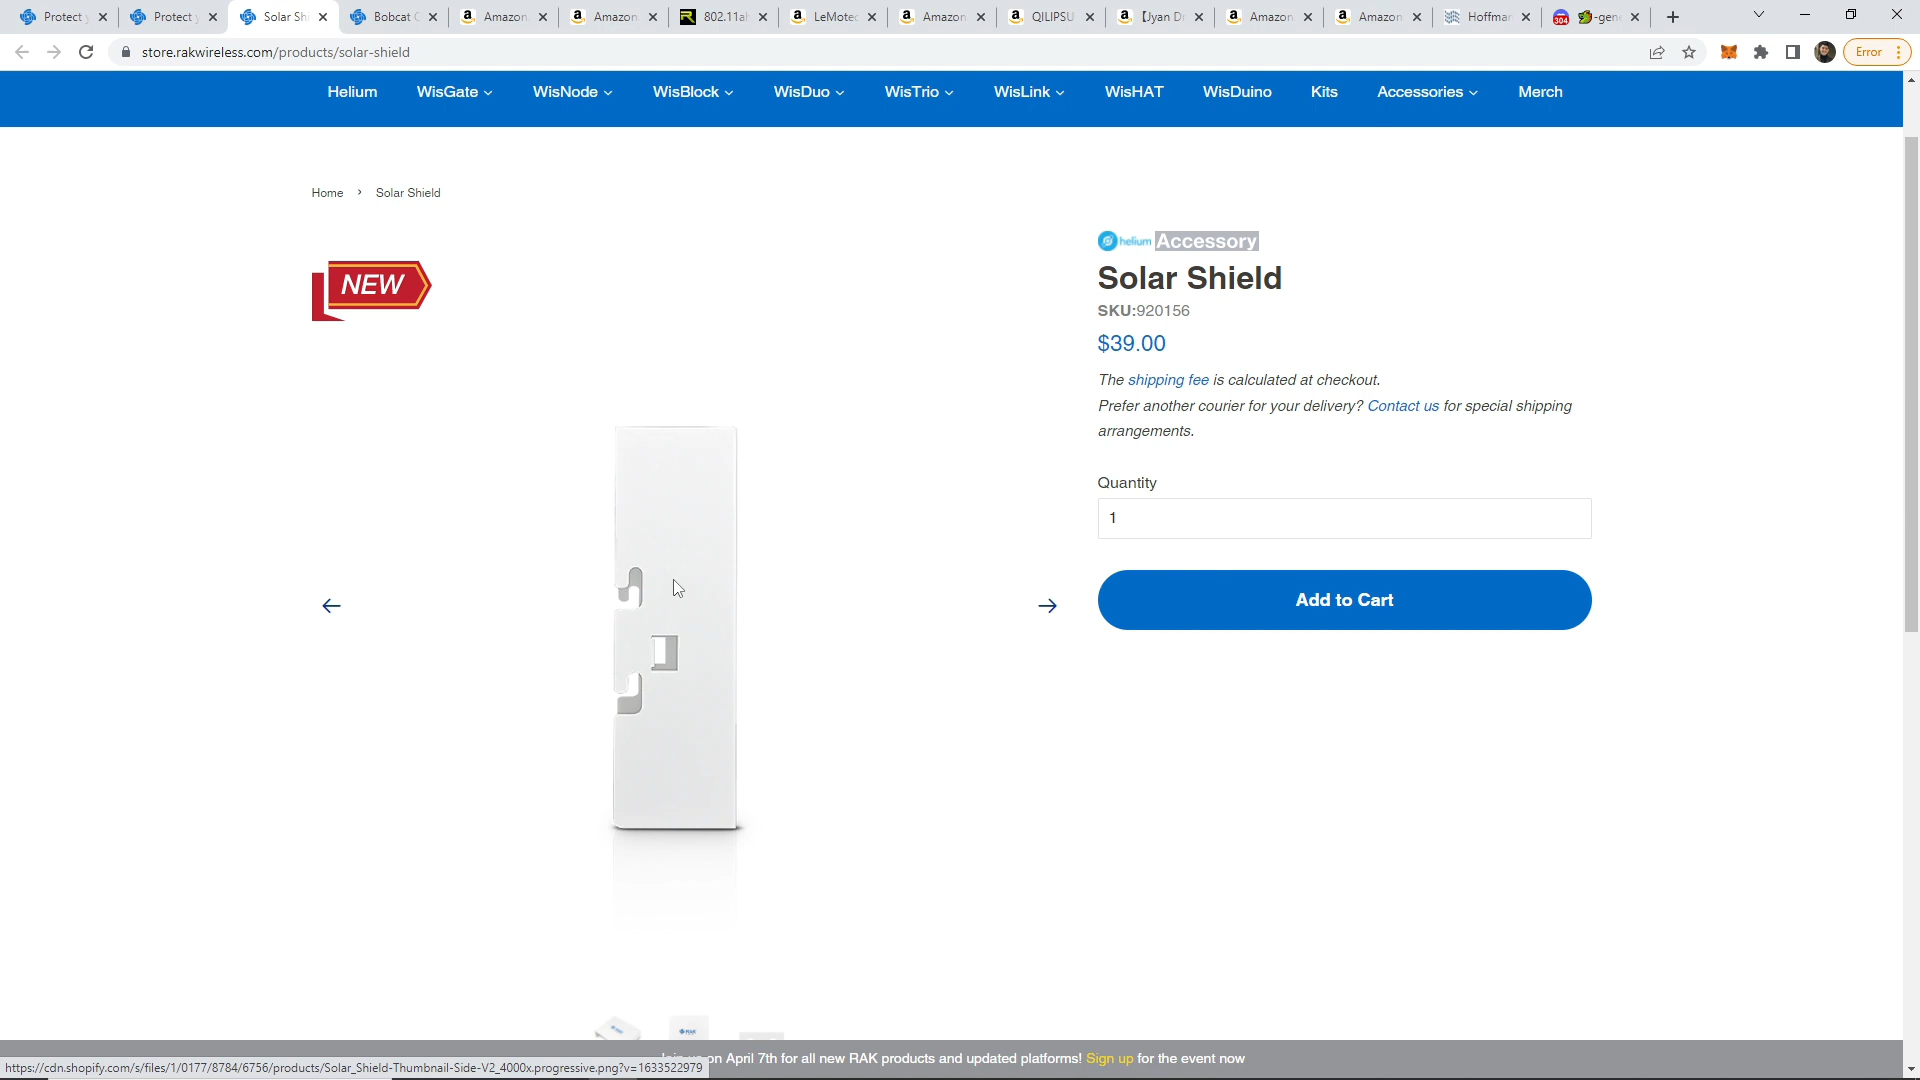 Protect y
Protect y
Solar Sh
Bobcat C
Amazon.
Amazon.
802.11ah
LeMotec
Amazon
QILIPSU
【Jyan D
Amazon.
Amazon
Hoffman
304
-gen
store.rakwireless.com/products/solar-shield
Error
Helium
WisGate
WisNode
WisBlock
WisDuo
WisTrio
WisLink
WisHAT
WisDuino
Kits
Accessories
Merch
Home › Solar Shield
NEW
helium Accessory
Solar Shield
SKU:920156
$39.00
The shipping fee is calculated at checkout.
Prefer another courier for your delivery? Contact us for special shipping
arrangements.
Quantity
1
Add to Cart
RAK
on April 7th for all new RAK products and updated platforms! Sign up for the event now
https://cdn.shopify.com/s/files/1/0177/8784/6756/products/Solar_Shield-Thumbnail-Side-V2_4000x.progressive.png?v=1633522979